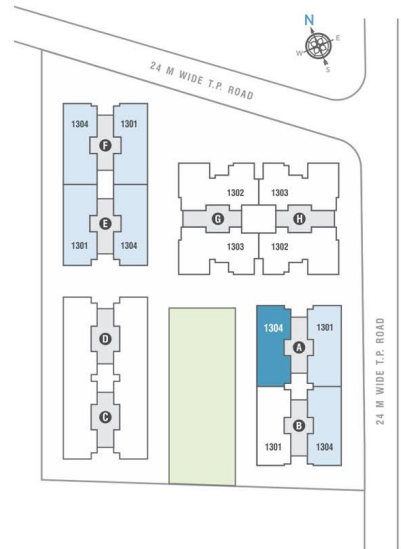 N
E
W
S
24 M WIDE T.P. ROAD
1304
1301
F
E
1301
1304
1302
1303
G
H
1303
1302
D
C
1304
1301
A
B
1301
1304
24 M WIDE T.P. ROAD